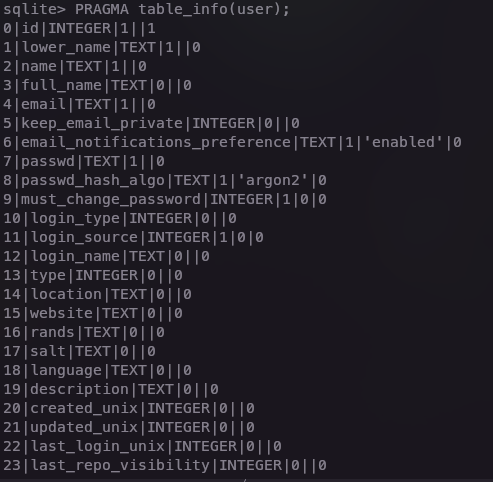 sqlite> PRAGMA table_info(user);
0|id|INTEGER|1||1
1|lower_name|TEXT|1||0
2|name|TEXT|1||0
3|full_name|TEXT|0||0
4|email|TEXT|1||0
5|keep_email_private|INTEGER|0||0
6|email_notifications_preference|TEXT|1|'enabled'|0
7|passwd|TEXT|1||0
8|passwd_hash_algo|TEXT|1|'argon2'|0
9|must_change_password|INTEGER|1|0|0
10|login_type|INTEGER|0||0
11|login_source|INTEGER|1|0|0
12|login_name|TEXT|0||0
13|type|INTEGER|0||0
14|location|TEXT|0||0
15|website|TEXT|0||0
16|rands|TEXT|0||0
17|salt|TEXT|0||0
18|language|TEXT|0||0
19|description|TEXT|0||0
20|created_unix|INTEGER|0||0
21|updated_unix|INTEGER|0||0
22|last_login_unix|INTEGER|0||0
23|last_repo_visibility|INTEGER|0||0